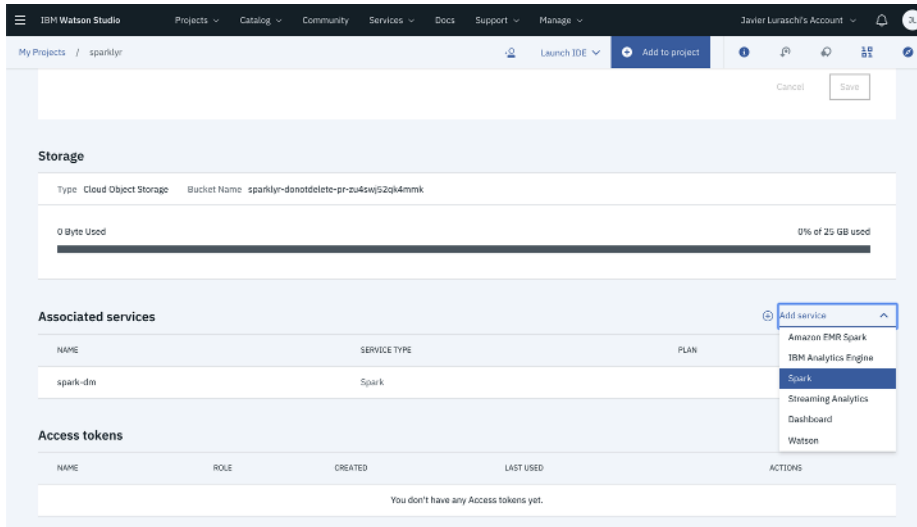 IBM Watson Studio Projects Catalog Community Services Docs Support Manage Javier Luraschi's Account JL
My Projects / sparklyr Launch IDE Add to project
Cancel Save
Storage
Type Cloud Object Storage Bucket Name sparklyr-donotdelete-pr-zu4swj52qk4mmk
0 Byte Used 0% of 25 GB used
Associated services Add service
NAME SERVICE TYPE PLAN
spark-dm Spark
Amazon EMR Spark
IBM Analytics Engine
Spark
Streaming Analytics
Dashboard
Watson
Access tokens
NAME ROLE CREATED LAST USED ACTIONS
You don't have any Access tokens yet.